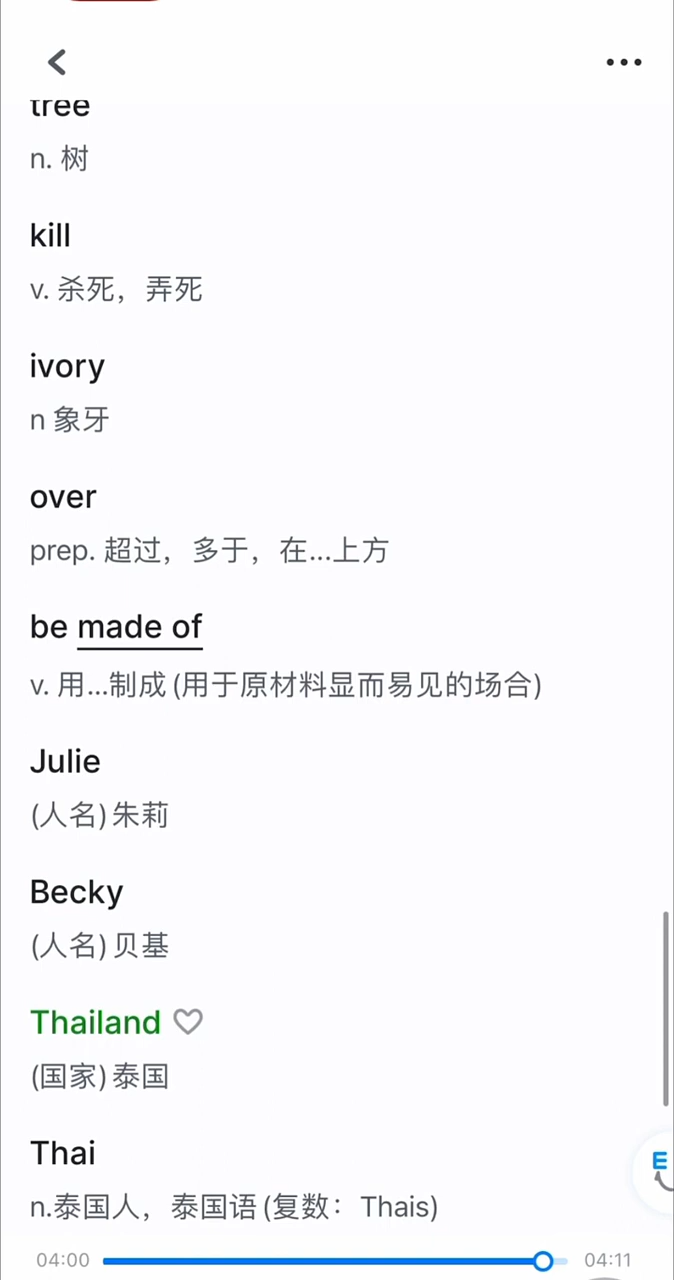 tree
n. 树
kill
v. 杀死，弄死
ivory
n 象牙
over
prep. 超过，多于，在...上方
be made of
v. 用...制成(用于原材料显而易见的场合)
Julie
(人名)朱莉
Becky
(人名)贝基
Thailand
(国家)泰国
Thai
n.泰国人，泰国语(复数：Thais)
E
04:00
04:11